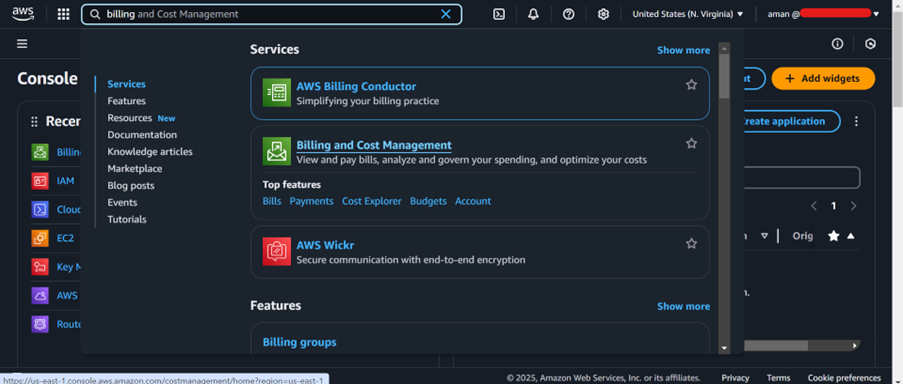 aws
billing and Cost Management
United States (N. Virginia)
aman @
Console
Add widgets
Create application
Services
Features
Resources New
Documentation
Knowledge articles
Marketplace
Blog posts
Events
Tutorials
Services
Show more
AWS Billing Conductor
Simplifying your billing practice
Billing and Cost Management
View and pay bills, analyze and govern your spending, and optimize your costs
Top features
Bills Payments Cost Explorer Budgets Account
AWS Wickr
Secure communication with end-to-end encryption
Features
Show more
Billing groups
Recen
Billin
IAM
Cloud
EC2
Key M
AWS
Route
1
Orig
https://us-east-1.console.aws.amazon.com/costmanagement/home?region=us-east-1
© 2025, Amazon Web Services, Inc. or its affiliates.
Privacy Terms Cookie preferences